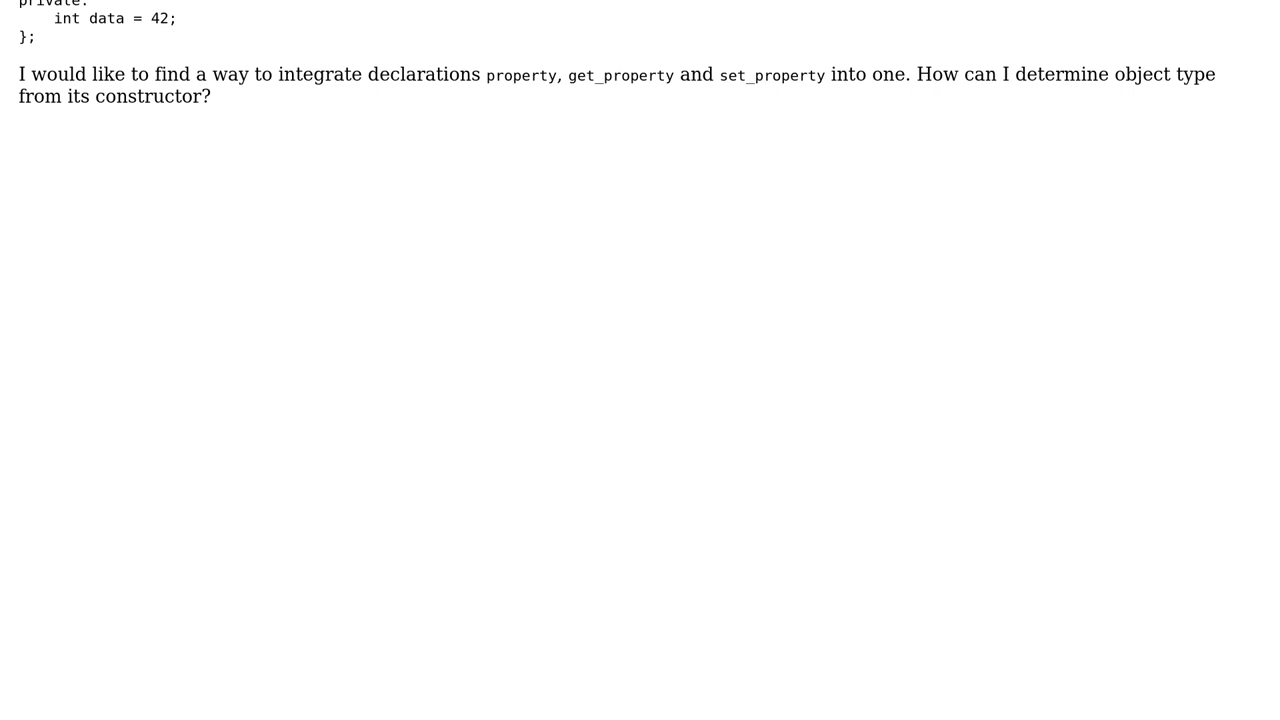 private:
    int data = 42;
};
I would like to find a way to integrate declarations property, get_property and set_property into one. How can I determine object type
from its constructor?